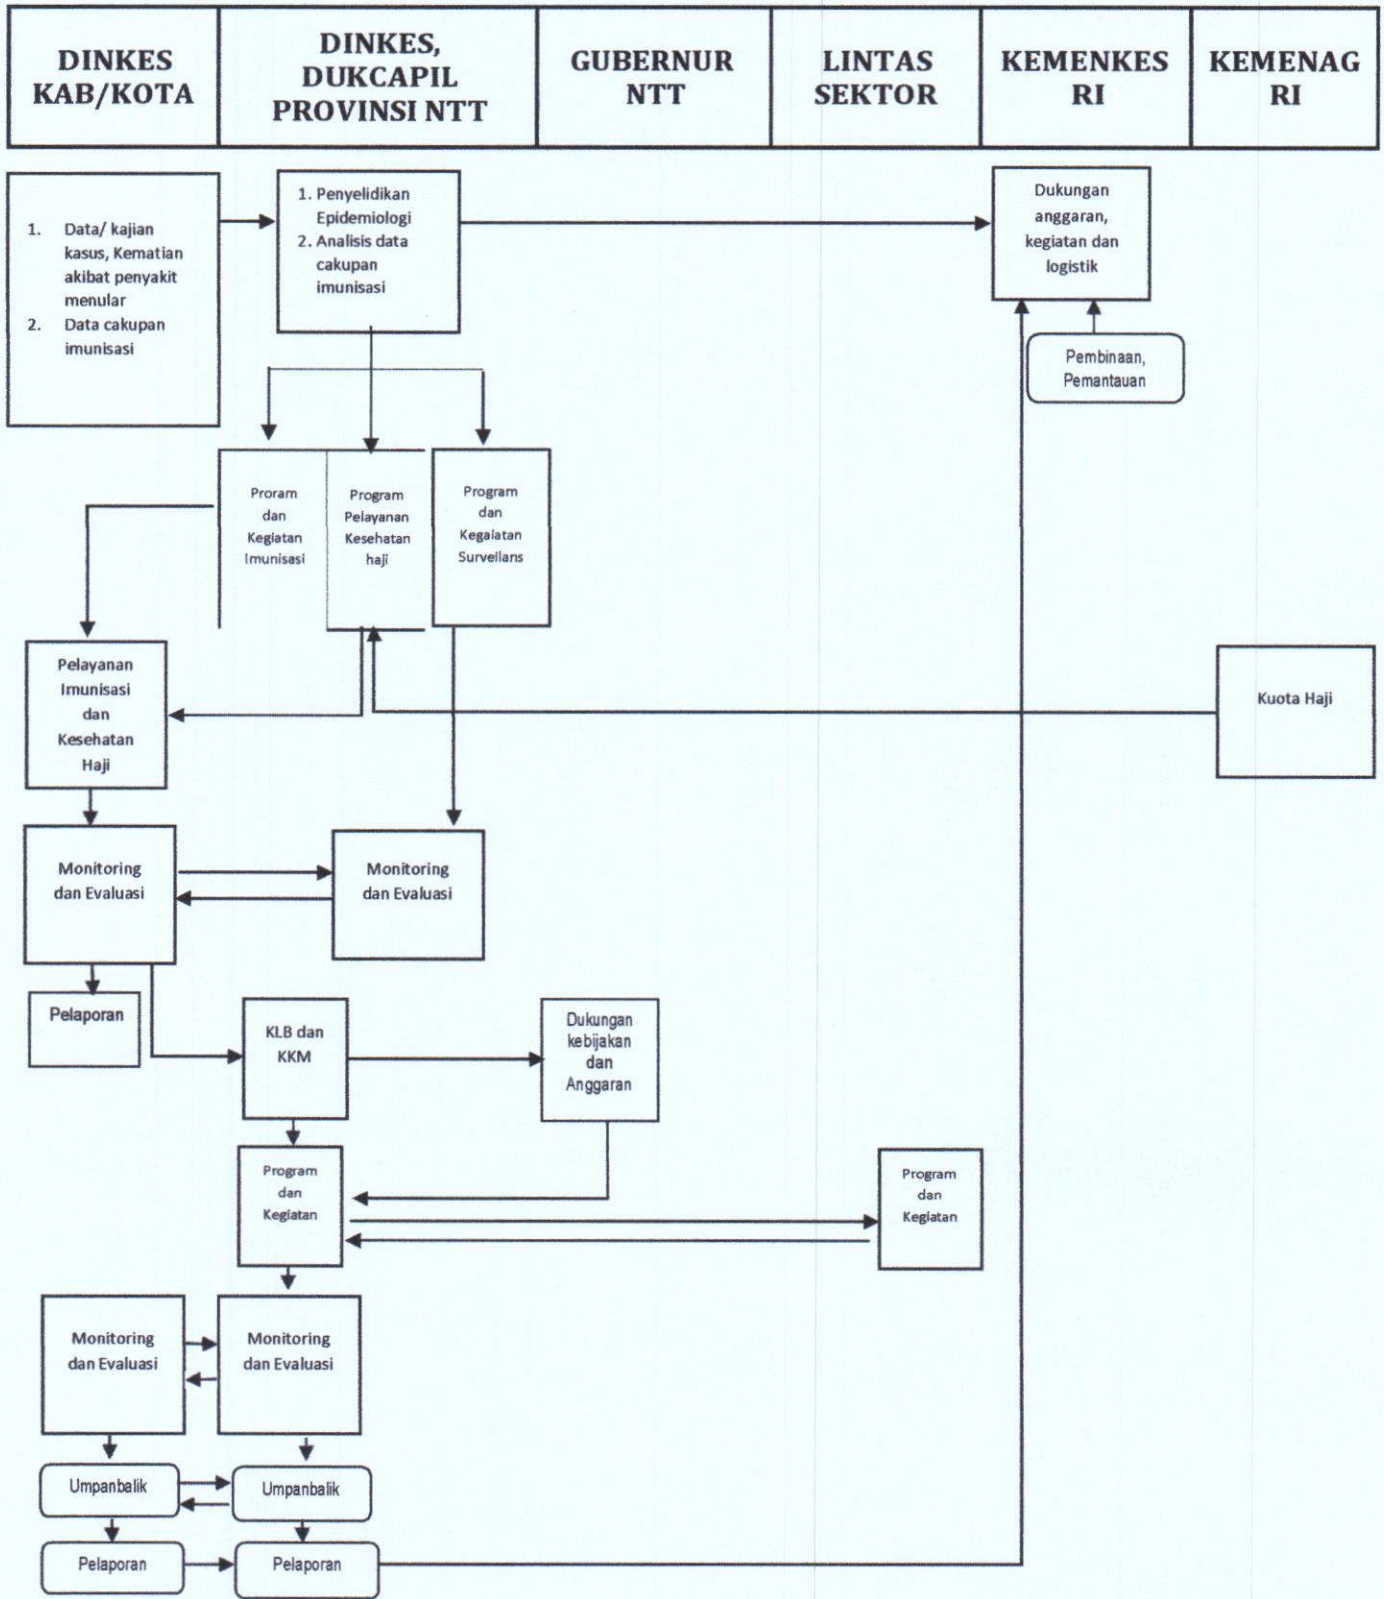 DINKES
KAB/KOTA
DINKES,
DUKCAPIL
PROVINSI NTT
GUBERNUR
NTT
LINTAS
SEKTOR
KEMENKES
RI
KEMENAG
RI
1. Data/ kajian
kasus, Kematian
akibat penyakit
menular
2. Data cakupan
imunisasi
1. Penyelidikan
Epidemiologi
2. Analisis data
cakupan
imunisasi
Dukungan
anggaran,
kegiatan dan
logistik
Pembinaan,
Pemantauan
Proram
dan
Kegiatan
Imunisasi
Program
Pelayanan
Kesehatan
haji
Program
dan
Kegaiatan
Surveilans
Pelayanan
Imunisasi
dan
Kesehatan
Haji
Kuota Haji
Monitoring
dan Evaluasi
Monitoring
dan Evaluasi
Pelaporan
KLB dan
KKM
Dukungan
kebijakan
dan
Anggaran
Program
dan
Kegiatan
Program
dan
Kegiatan
Monitoring
dan Evaluasi
Monitoring
dan Evaluasi
Umpanbalik
Umpanbalik
Pelaporan
Pelaporan